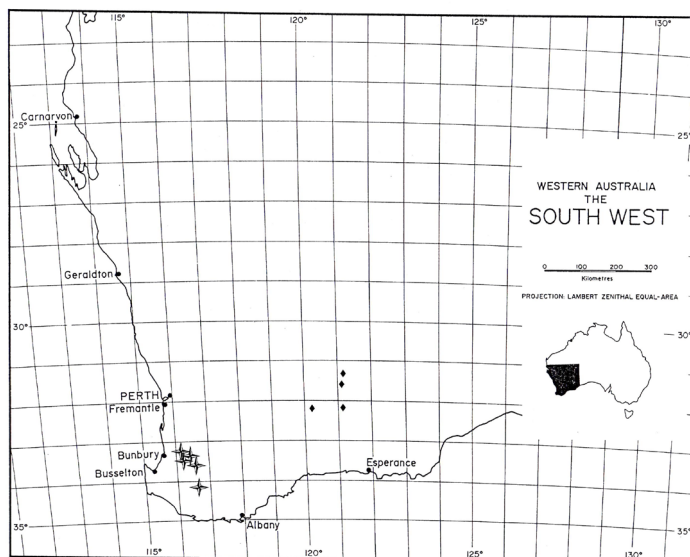 115°
120°
125°
130°
Carnarvon
25°
25°
WESTERN AUSTRALIA
THE
SOUTH WEST
Geraldton
0 100 200 300
Kilometres
PROJECTION: LAMBERT ZENITHAL EQUAL-AREA
30°
30°
PERTH
Fremantle
Bunbury
Busselton
Esperance
Albany
35°
35°
115°
120°
125°
130°